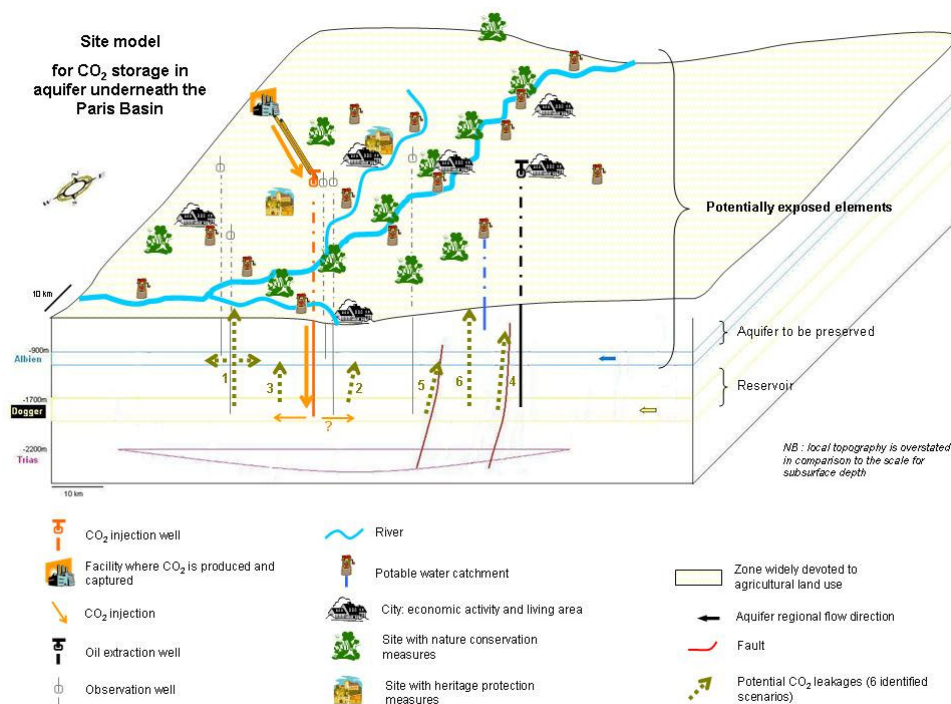 Site model
for CO₂ storage in
aquifer underneath the
Paris Basin
Potentially exposed elements
10 km
Aquifer to be preserved
-900m
Albien
1
3
2
5
6
4
Reservoir
-1700m
Dogger
?
-2200m
Trias
NB : local topography is overstated
in comparison to the scale for
subsurface depth
10 km
CO₂ injection well
Facility where CO₂ is produced and
captured
CO₂ injection
Oil extraction well
Observation well
River
Potable water catchment
City: economic activity and living area
Site with nature conservation
measures
Site with heritage protection
measures
Zone widely devoted to
agricultural land use
Aquifer regional flow direction
Fault
Potential CO₂ leakages (6 identified
scenarios)